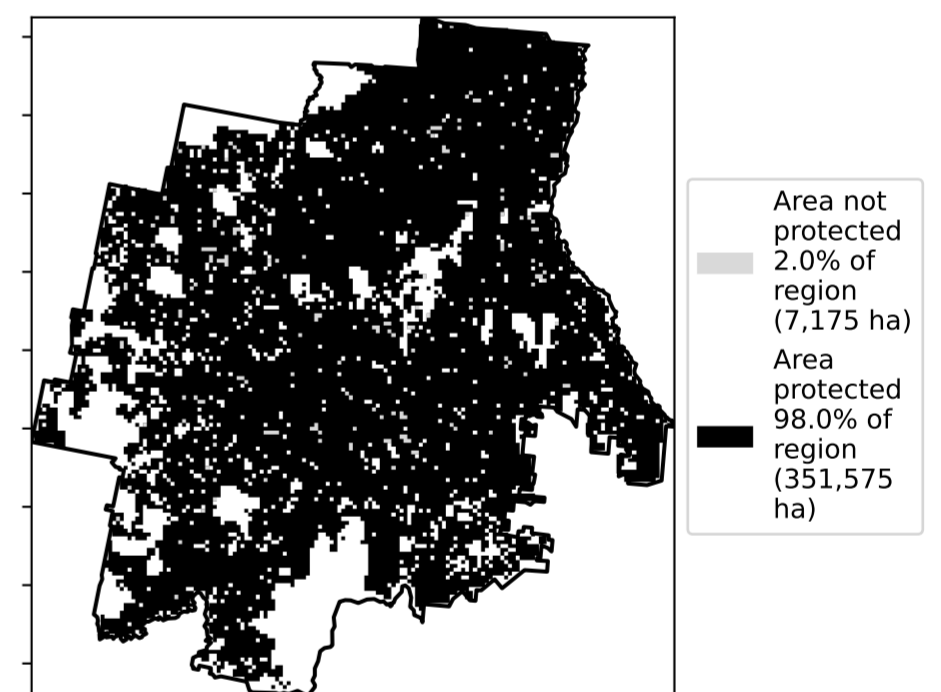 Area not
protected
2.0% of
region
(7,175 ha)
Area
protected
98.0% of
region
(351,575
ha)